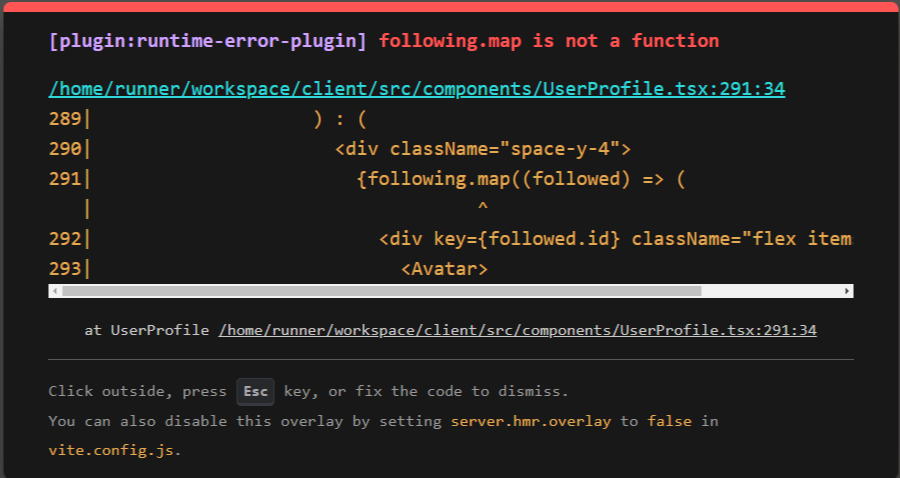 [plugin:runtime-error-plugin] following.map is not a function
/home/runner/workspace/client/src/components/UserProfile.tsx:291:34
289|                    ) : (
290|                      <div className="space-y-4">
291|                        {following.map((followed) => (
   |                                   ^
292|                          <div key={followed.id} className="flex item
293|                            <Avatar>
at UserProfile /home/runner/workspace/client/src/components/UserProfile.tsx:291:34
Click outside, press Esc key, or fix the code to dismiss.
You can also disable this overlay by setting server.hmr.overlay to false in
vite.config.js.